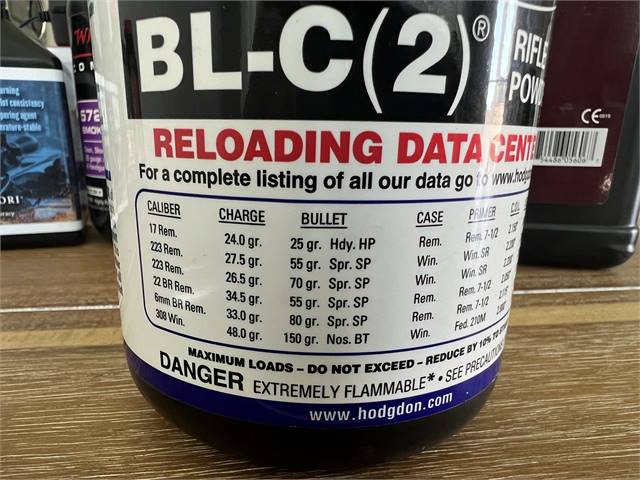 BL-C(2)®
RIFLE
RELOADING DATA
For a complete listing of all our data go to
CALIBER CHARGE BULLET CASE PRIMER C.O.L.
17 Rem. 24.0 gr. 25 gr. Hdy. HP Rem. Rem. 7-1/2
223 Rem. 27.5 gr. 55 gr. Spr. SP Win. Win. SR
223 Rem. 26.5 gr. 70 gr. Spr. SP Win. Win. SR
22 BR Rem. 34.5 gr. 55 gr. Spr. SP Rem. Rem. 7-1/2
6mm BR Rem. 33.0 gr. 80 gr. Spr. SP Rem. Rem. 7-1/2
308 Win. 48.0 gr. 150 gr. Nos. BT Win. Fed. 210M
MAXIMUM LOADS – DO NOT EXCEED – REDUCE BY 10% TO
DANGER EXTREMELY FLAMMABLE* • SEE
www.hodgdon.com
CE 0519
54486 05606